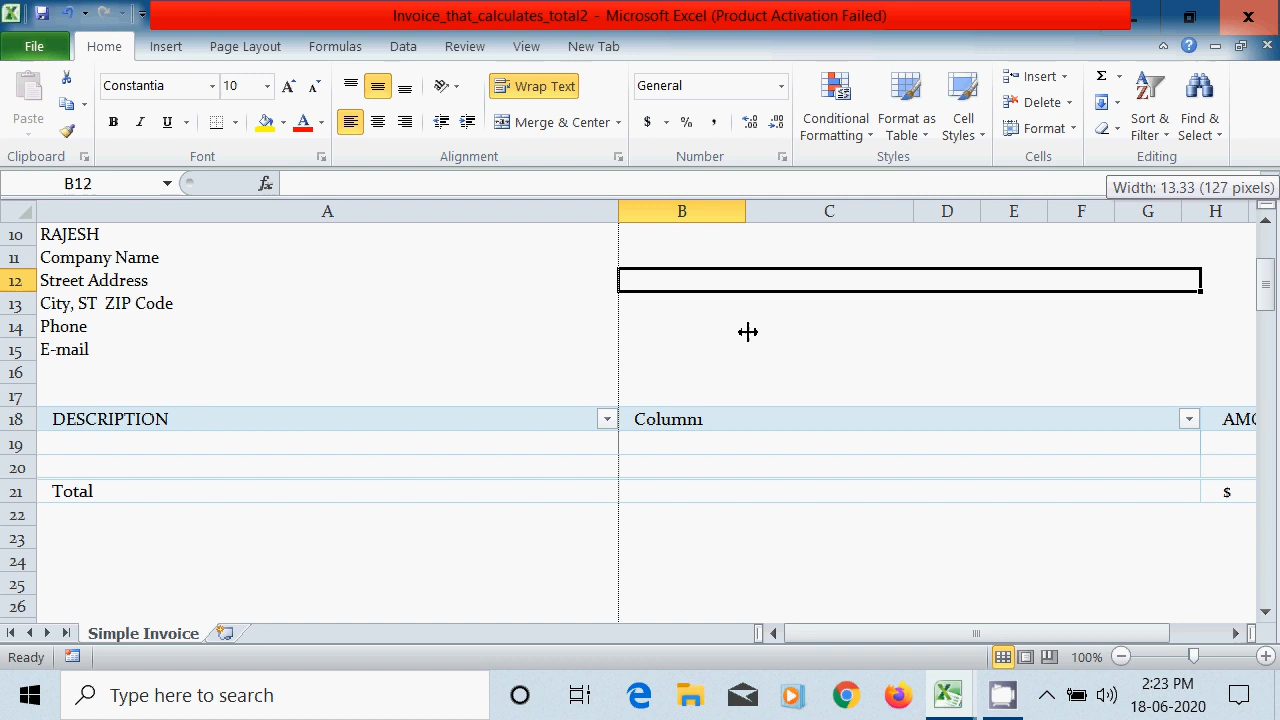 Invoice_that_calculates_total2 - Microsoft Excel (Product Activation Failed)
File Home Insert Page Layout Formulas Data Review View New Tab
Paste
Clipboard
Constantia 10
B I U A
Font
Wrap Text
Merge & Center
Alignment
General
$ % ,
Number
Conditional Formatting
Format as Table
Cell Styles
Styles
Insert
Delete
Format
Cells
Σ
Sort & Filter
Find & Select
Editing
B12 fx
Width: 13.33 (127 pixels)
A B C D E F G H
10 RAJESH
11 Company Name
12 Street Address
13 City, ST ZIP Code
14 Phone
15 E-mail
16
17
18 DESCRIPTION Column1 AMO
19
20
21 Total $
22
23
24
25
26
Simple Invoice
Ready 100%
Type here to search
2:23 PM
18-06-2020